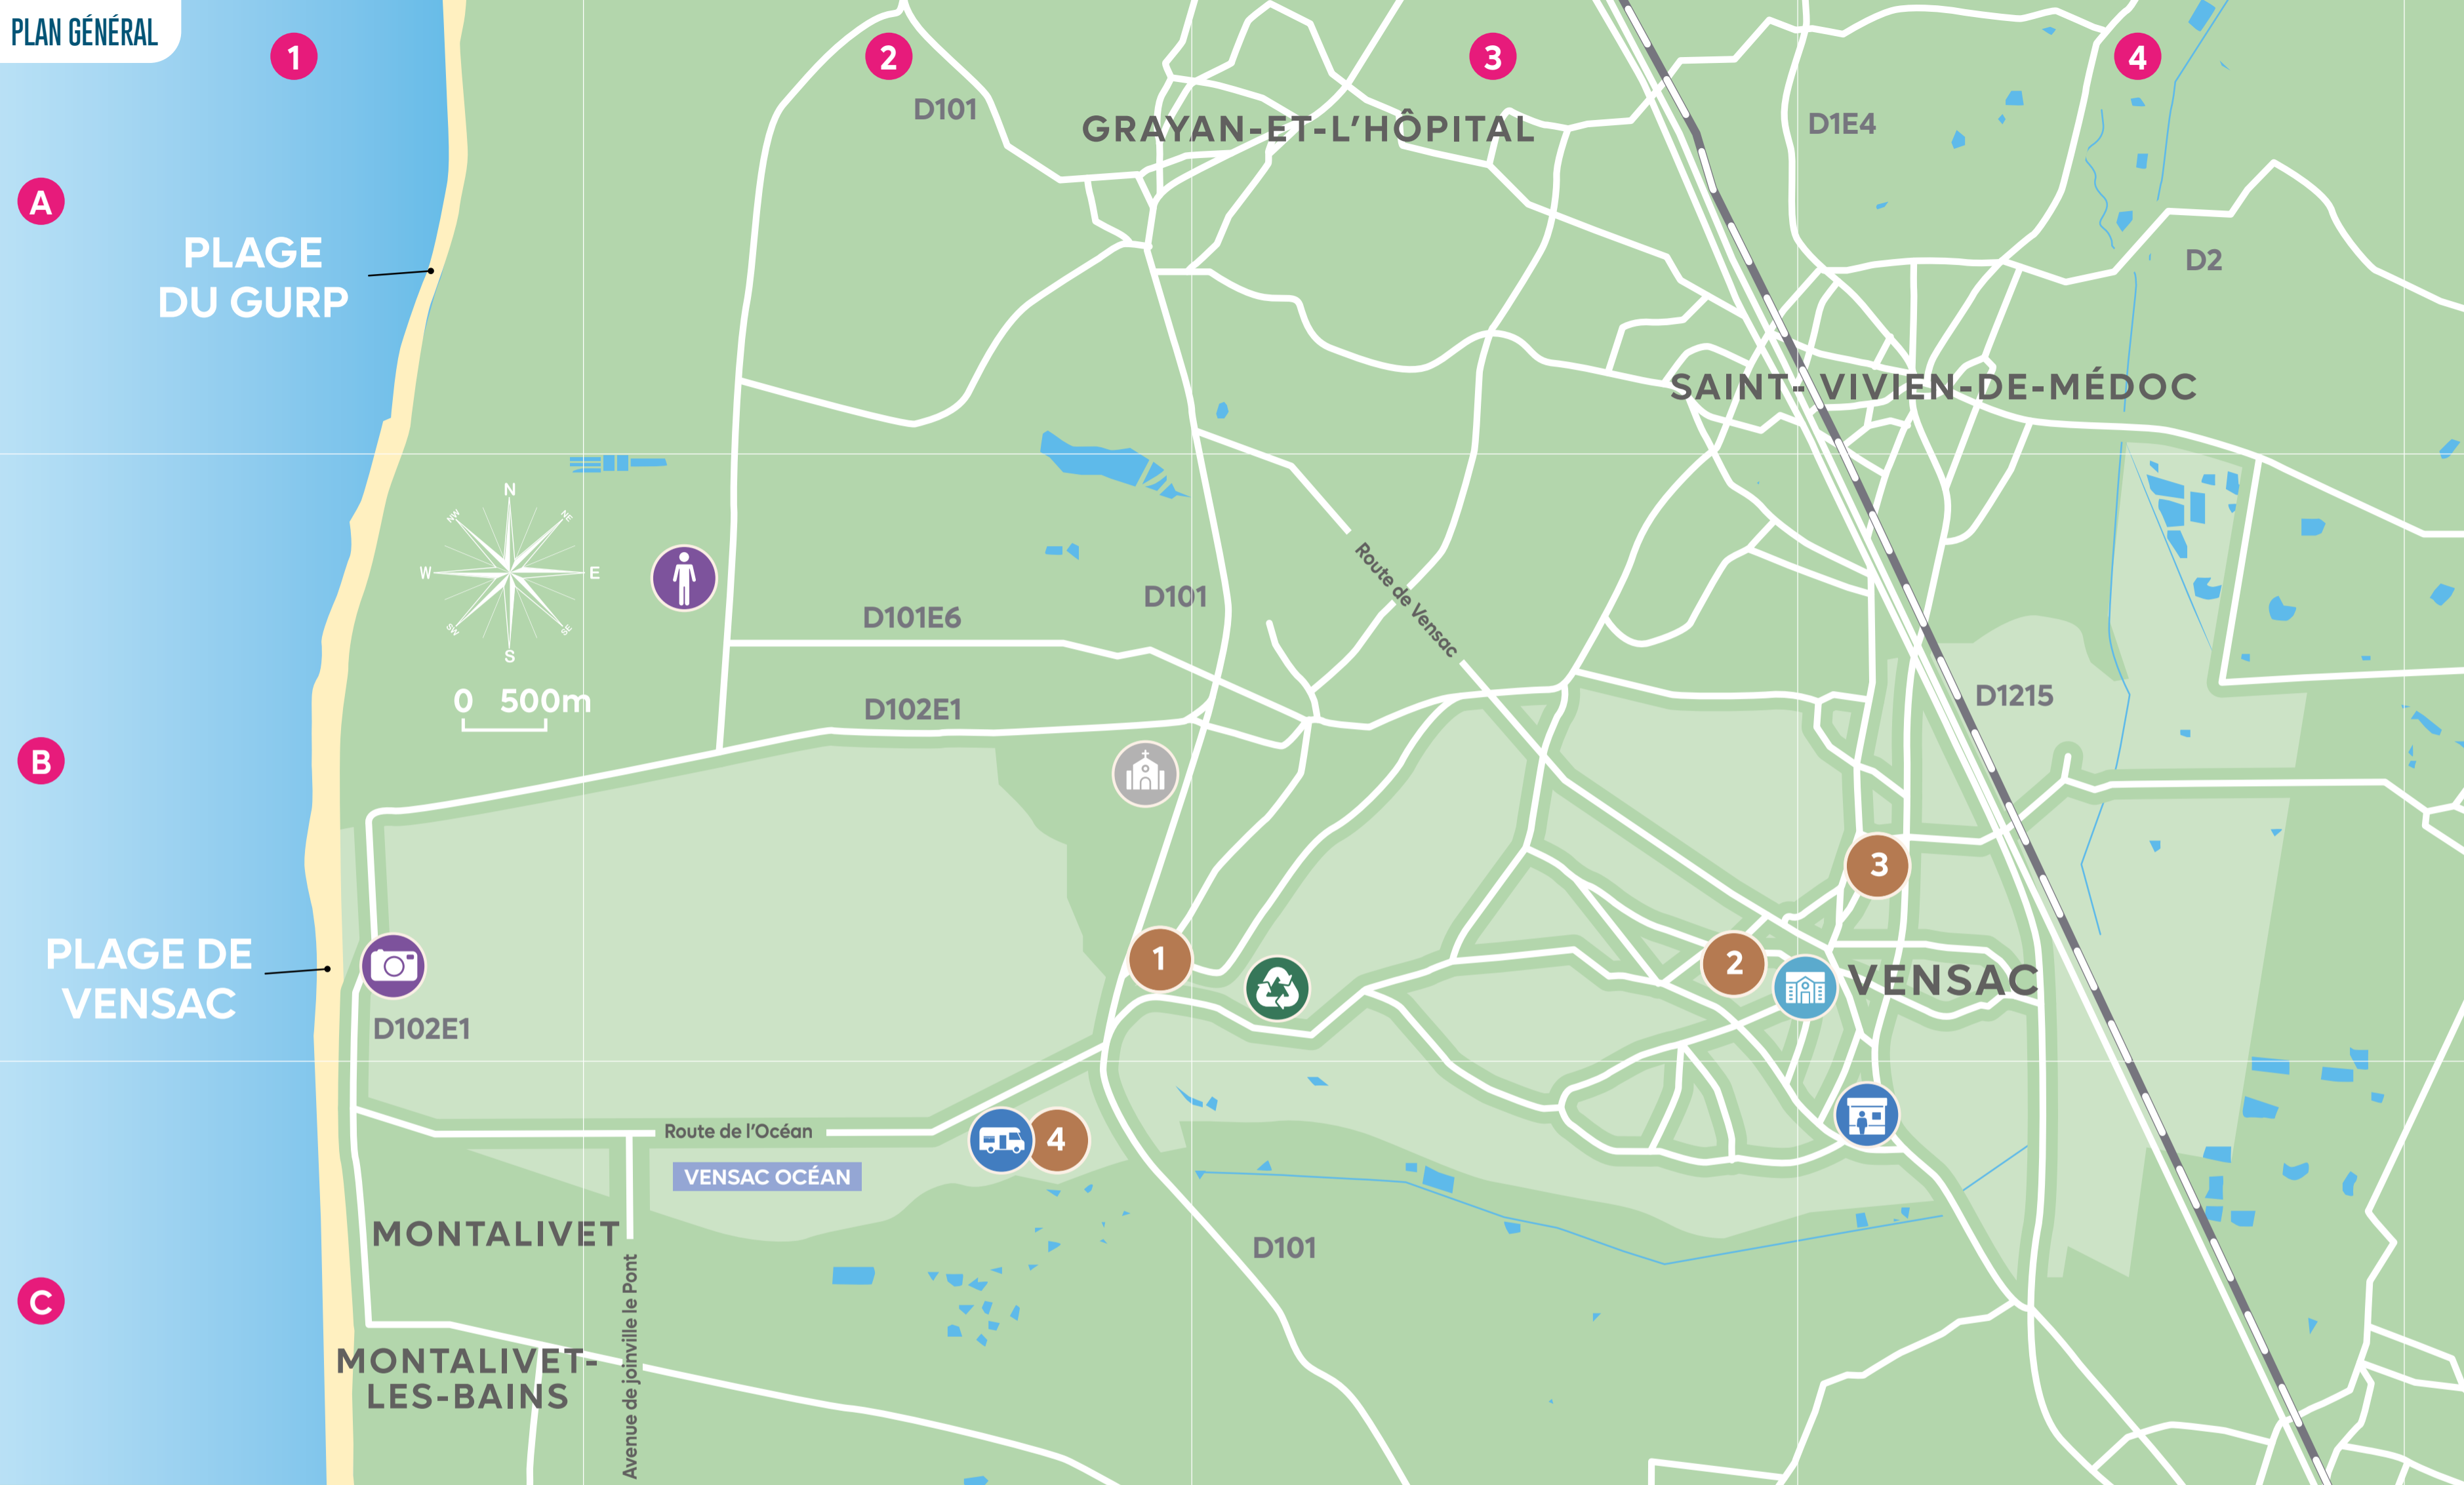 PLAN GÉNÉRAL
1
2
3
4
D101
GRAYAN-ET-L'HÔPITAL
D1E4
A
PLAGE
DU GURP
D2
SAINT- VIVIEN-DE-MÉDOC
N
NW
NE
W
E
SW
SE
S
Route de Vensac
D101E6
D101
0 500m
D102E1
D1215
B
3
PLAGE DE
VENSAC
1
2
VENSAC
D102E1
Route de l'Océan
4
VENSAC OCÉAN
MONTALIVET
D101
C
MONTALIVET-
LES-BAINS
Avenue de joinville le Pont